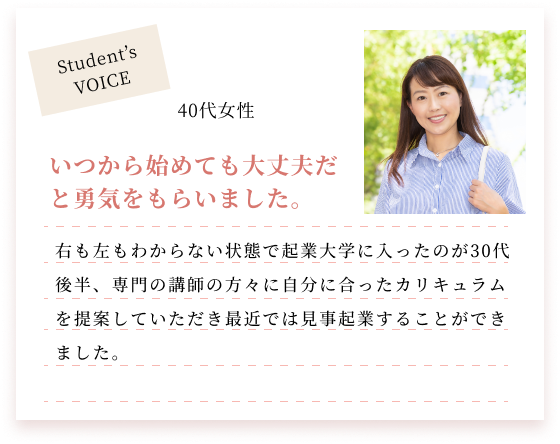 Student's
VOICE
40代女性
いつから始めても大丈夫だ
と勇気をもらいました。
右も左もわからない状態で起業大学に入ったのが30代
後半、専門の講師の方々に自分に合ったカリキュラム
を提案していただき最近では見事起業することができ
ました。